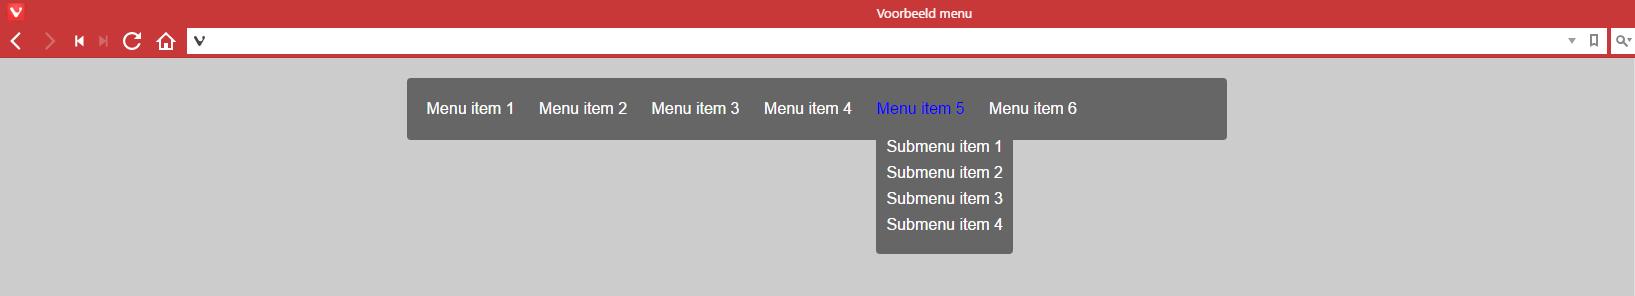 Voorbeeld menu
Menu item 1 Menu item 2 Menu item 3 Menu item 4 Menu item 5 Menu item 6
Submenu item 1
Submenu item 2
Submenu item 3
Submenu item 4